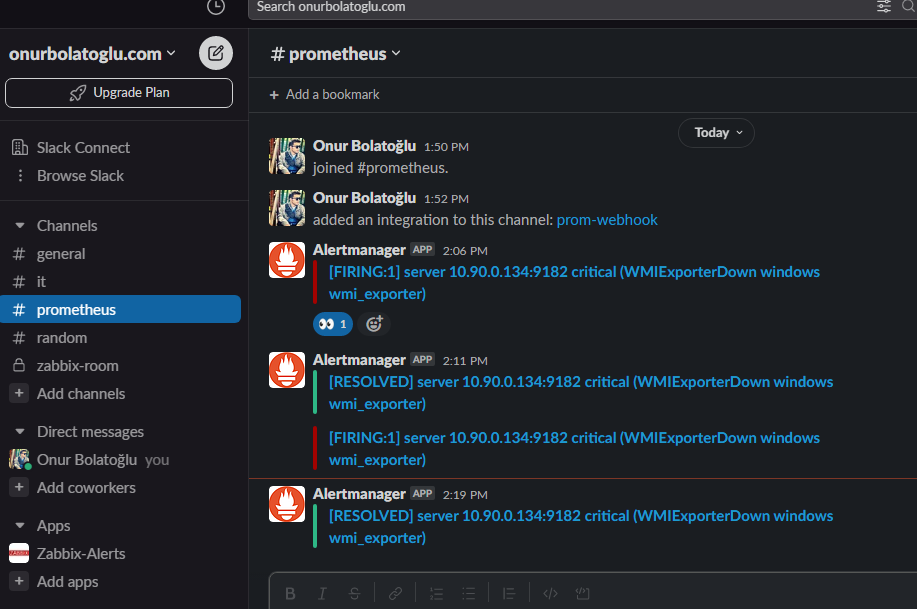 Search onurbolatoglu.com
onurbolatoglu.com
Upgrade Plan
Slack Connect
Browse Slack
Channels
# general
# it
# prometheus
# random
zabbix-room
+ Add channels
Direct messages
Onur Bolatoğlu you
+ Add coworkers
Apps
Zabbix-Alerts
+ Add apps
# prometheus
+ Add a bookmark
Today
Onur Bolatoğlu 1:50 PM
joined #prometheus.
Onur Bolatoğlu 1:52 PM
added an integration to this channel: prom-webhook
Alertmanager APP 2:06 PM
[FIRING:1] server 10.90.0.134:9182 critical (WMIExporterDown windows
wmi_exporter)
1
Alertmanager APP 2:11 PM
[RESOLVED] server 10.90.0.134:9182 critical (WMIExporterDown windows
wmi_exporter)
[FIRING:1] server 10.90.0.134:9182 critical (WMIExporterDown windows
wmi_exporter)
Alertmanager APP 2:19 PM
[RESOLVED] server 10.90.0.134:9182 critical (WMIExporterDown windows
wmi_exporter)
B I S